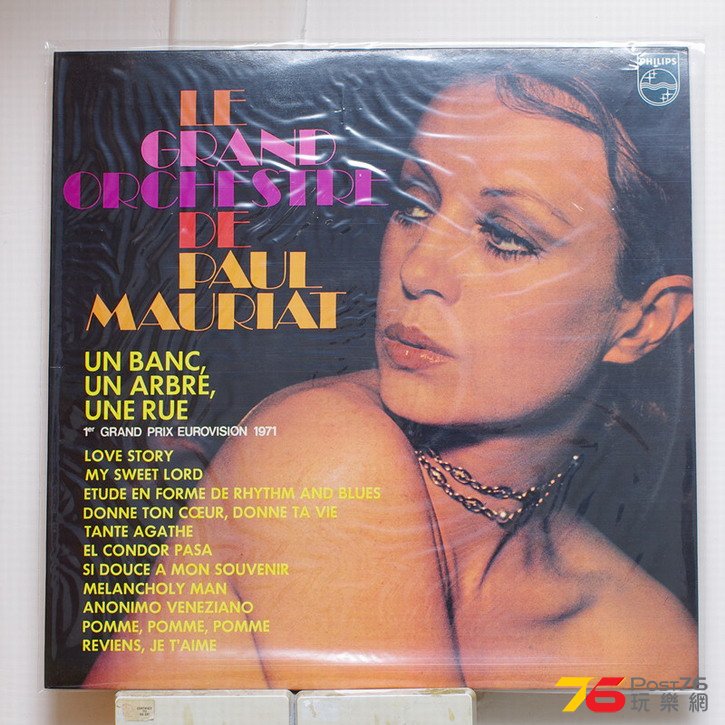 PHILIPS
LE
GRAND
ORCHESTRE
DE
PAUL
MAURIAT
UN BANC,
UN ARBRE,
UNE RUE
1er GRAND PRIX EUROVISION 1971
LOVE STORY
MY SWEET LORD
ETUDE EN FORME DE RHYTHM AND BLUES
DONNE TON CŒUR, DONNE TA VIE
TANTE AGATHE
EL CONDOR PASA
SI DOUCE A MON SOUVENIR
MELANCHOLY MAN
ANONIMO VENEZIANO
POMME, POMME, POMME
REVIENS, JE T'AIME
76 POST76
玩樂網